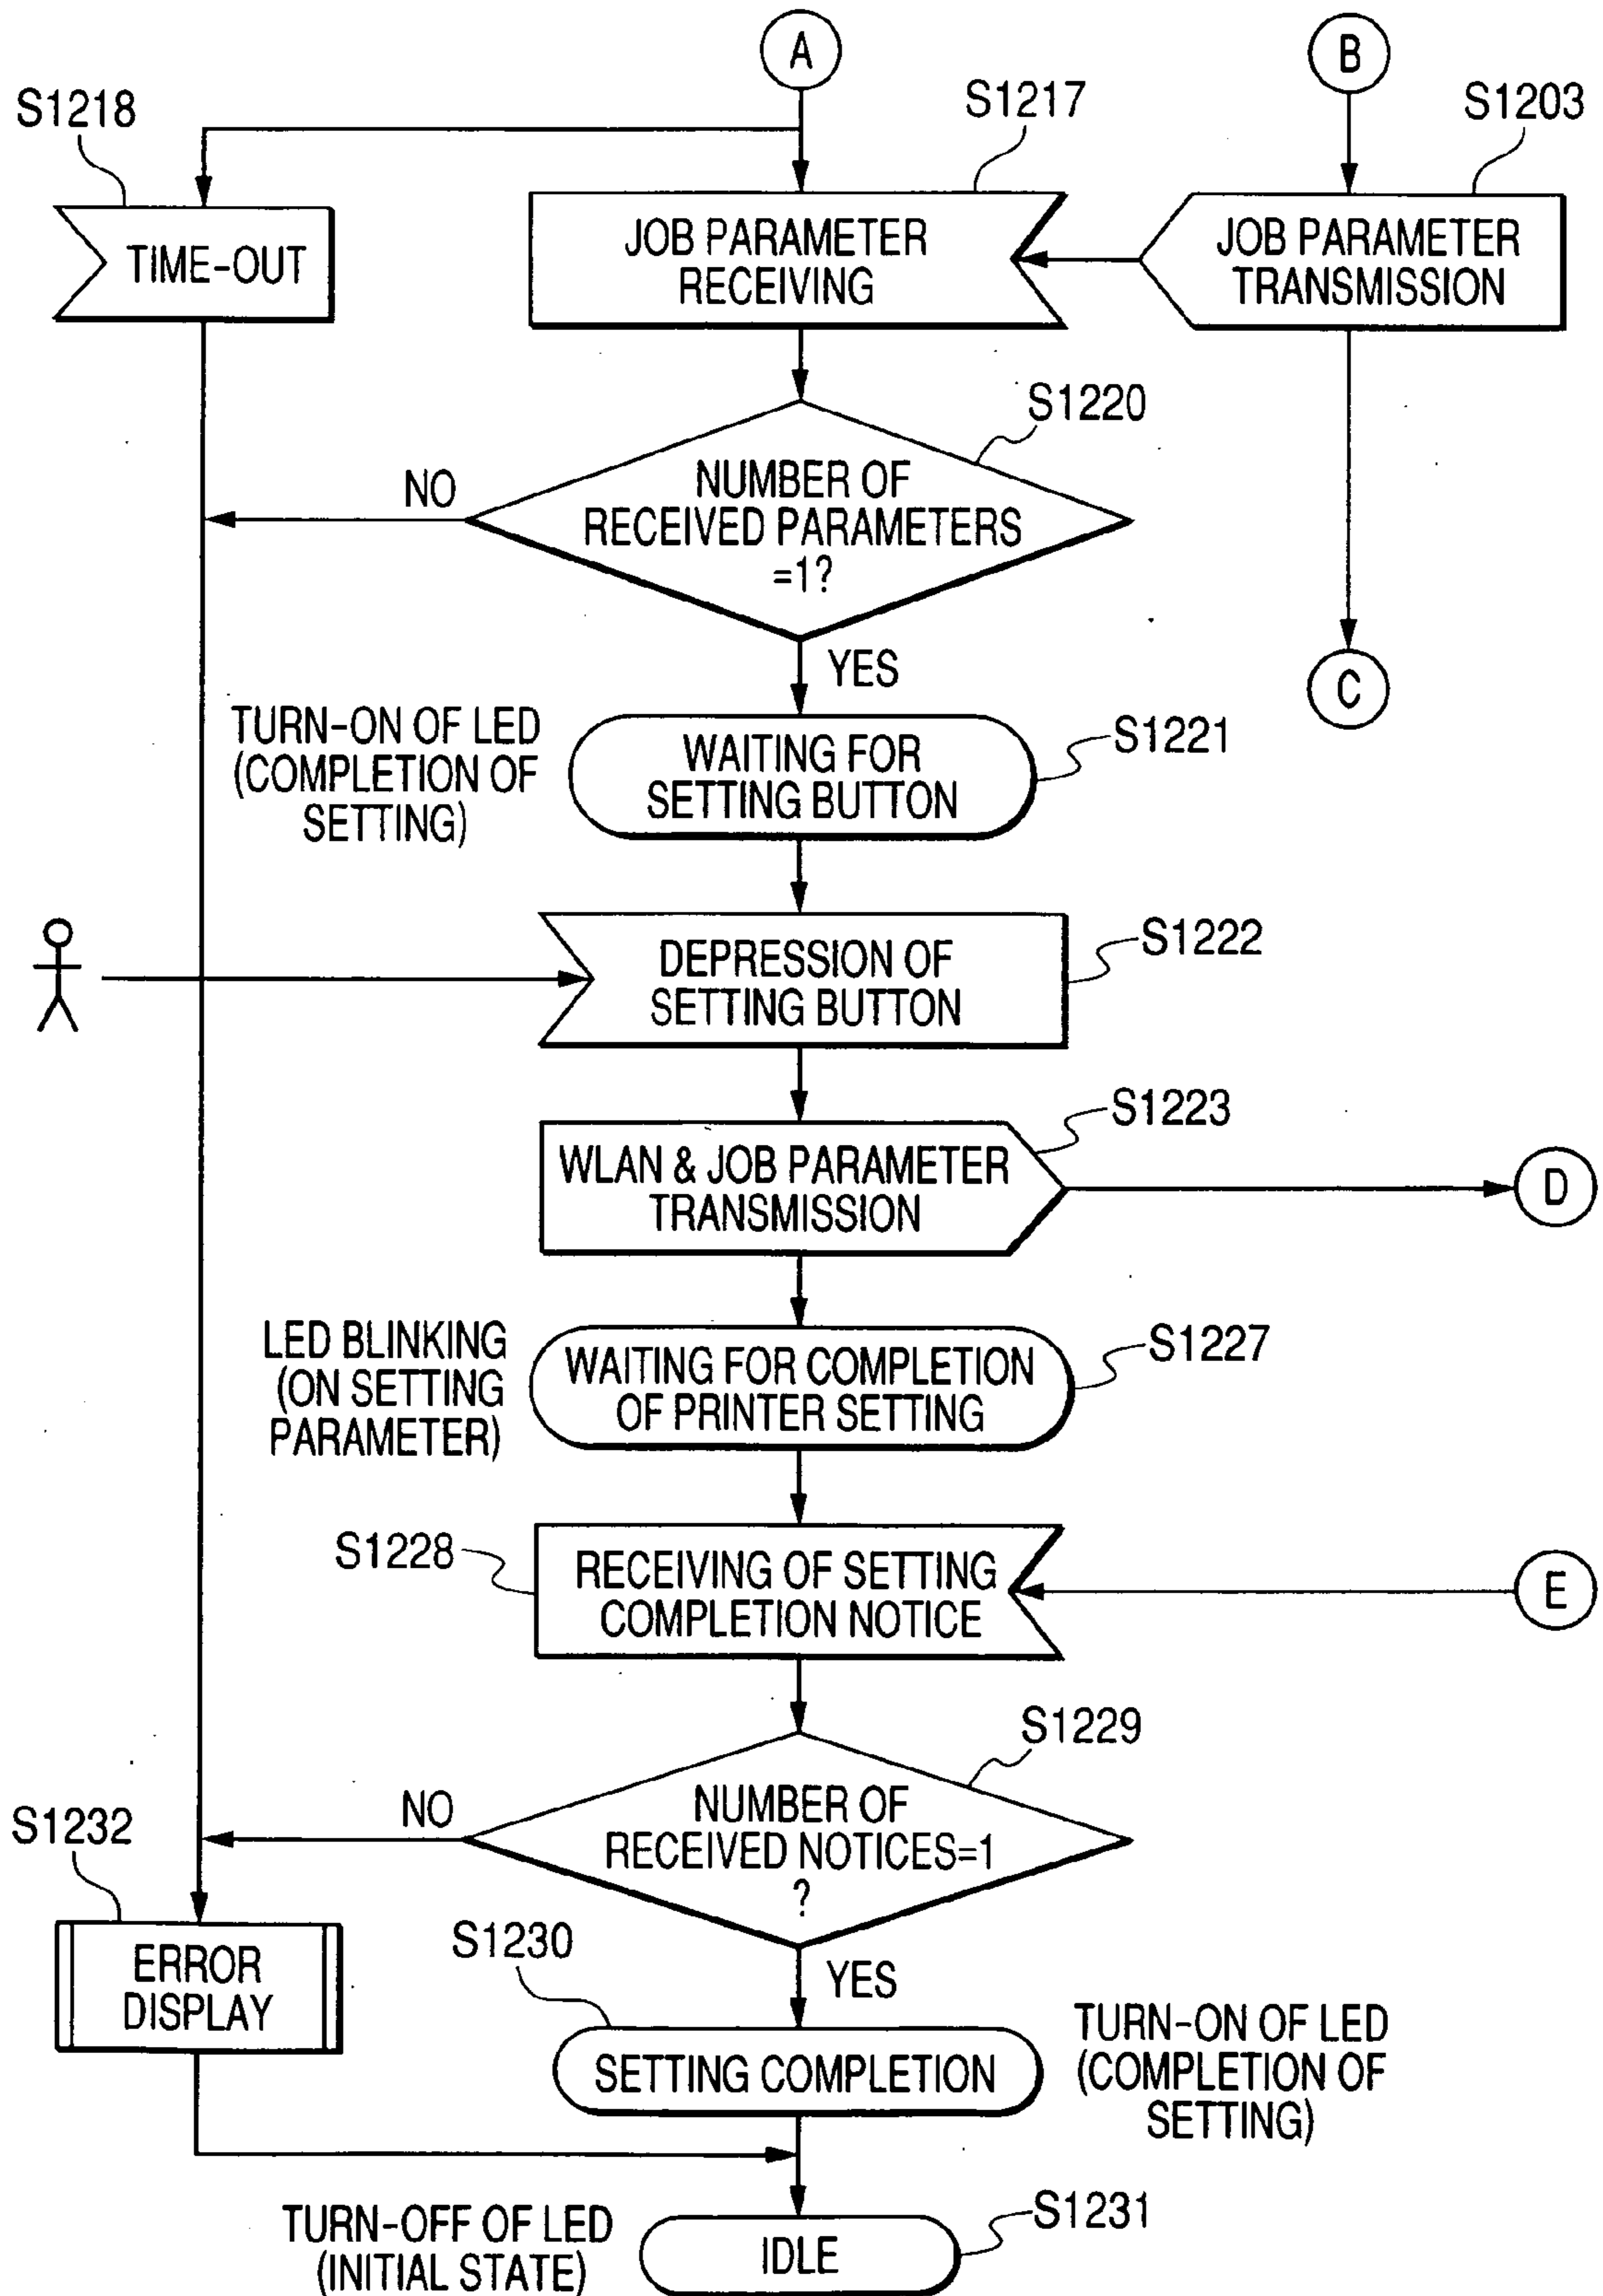 A
B
S1218
S1217
S1203
TIME-OUT
JOB PARAMETER
RECEIVING
JOB PARAMETER
TRANSMISSION
S1220
NO
NUMBER OF
RECEIVED PARAMETERS
=1?
YES
C
TURN-ON OF LED
(COMPLETION OF
SETTING)
WAITING FOR
SETTING BUTTON
S1221
DEPRESSION OF
SETTING BUTTON
S1222
S1223
WLAN & JOB PARAMETER
TRANSMISSION
D
LED BLINKING
(ON SETTING
PARAMETER)
WAITING FOR COMPLETION
OF PRINTER SETTING
S1227
S1228
RECEIVING OF SETTING
COMPLETION NOTICE
E
S1229
NO
NUMBER OF
RECEIVED NOTICES=1
?
S1232
ERROR
DISPLAY
S1230
YES
SETTING COMPLETION
TURN-ON OF LED
(COMPLETION OF
SETTING)
TURN-OFF OF LED
(INITIAL STATE)
IDLE
S1231